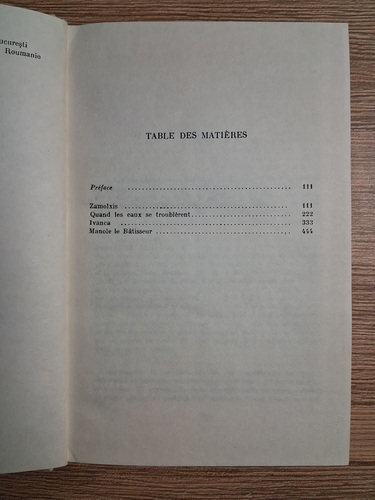 ucurești
Roumanie
TABLE DES MATIÈRES
Préface . . . . . . . . . . 111
Zamolxis . . . . . . . . . . 111
Quand les eaux se troublèrent . . . . . . . . . . 222
Ivanca . . . . . . . . . . 333
Manole le Bâtisseur . . . . . . . . . . 444